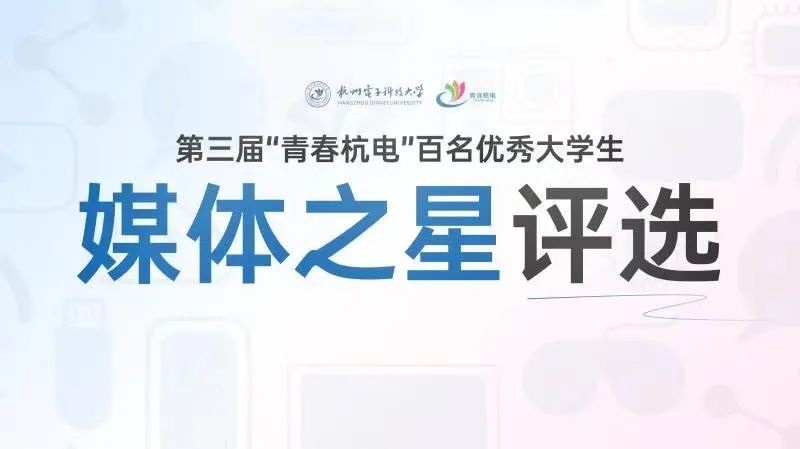 杭州电子科技大学
HANGZHOU DIANZI UNIVERSITY
青春杭电
第三届“青春杭电”百名优秀大学生
媒体之星评选